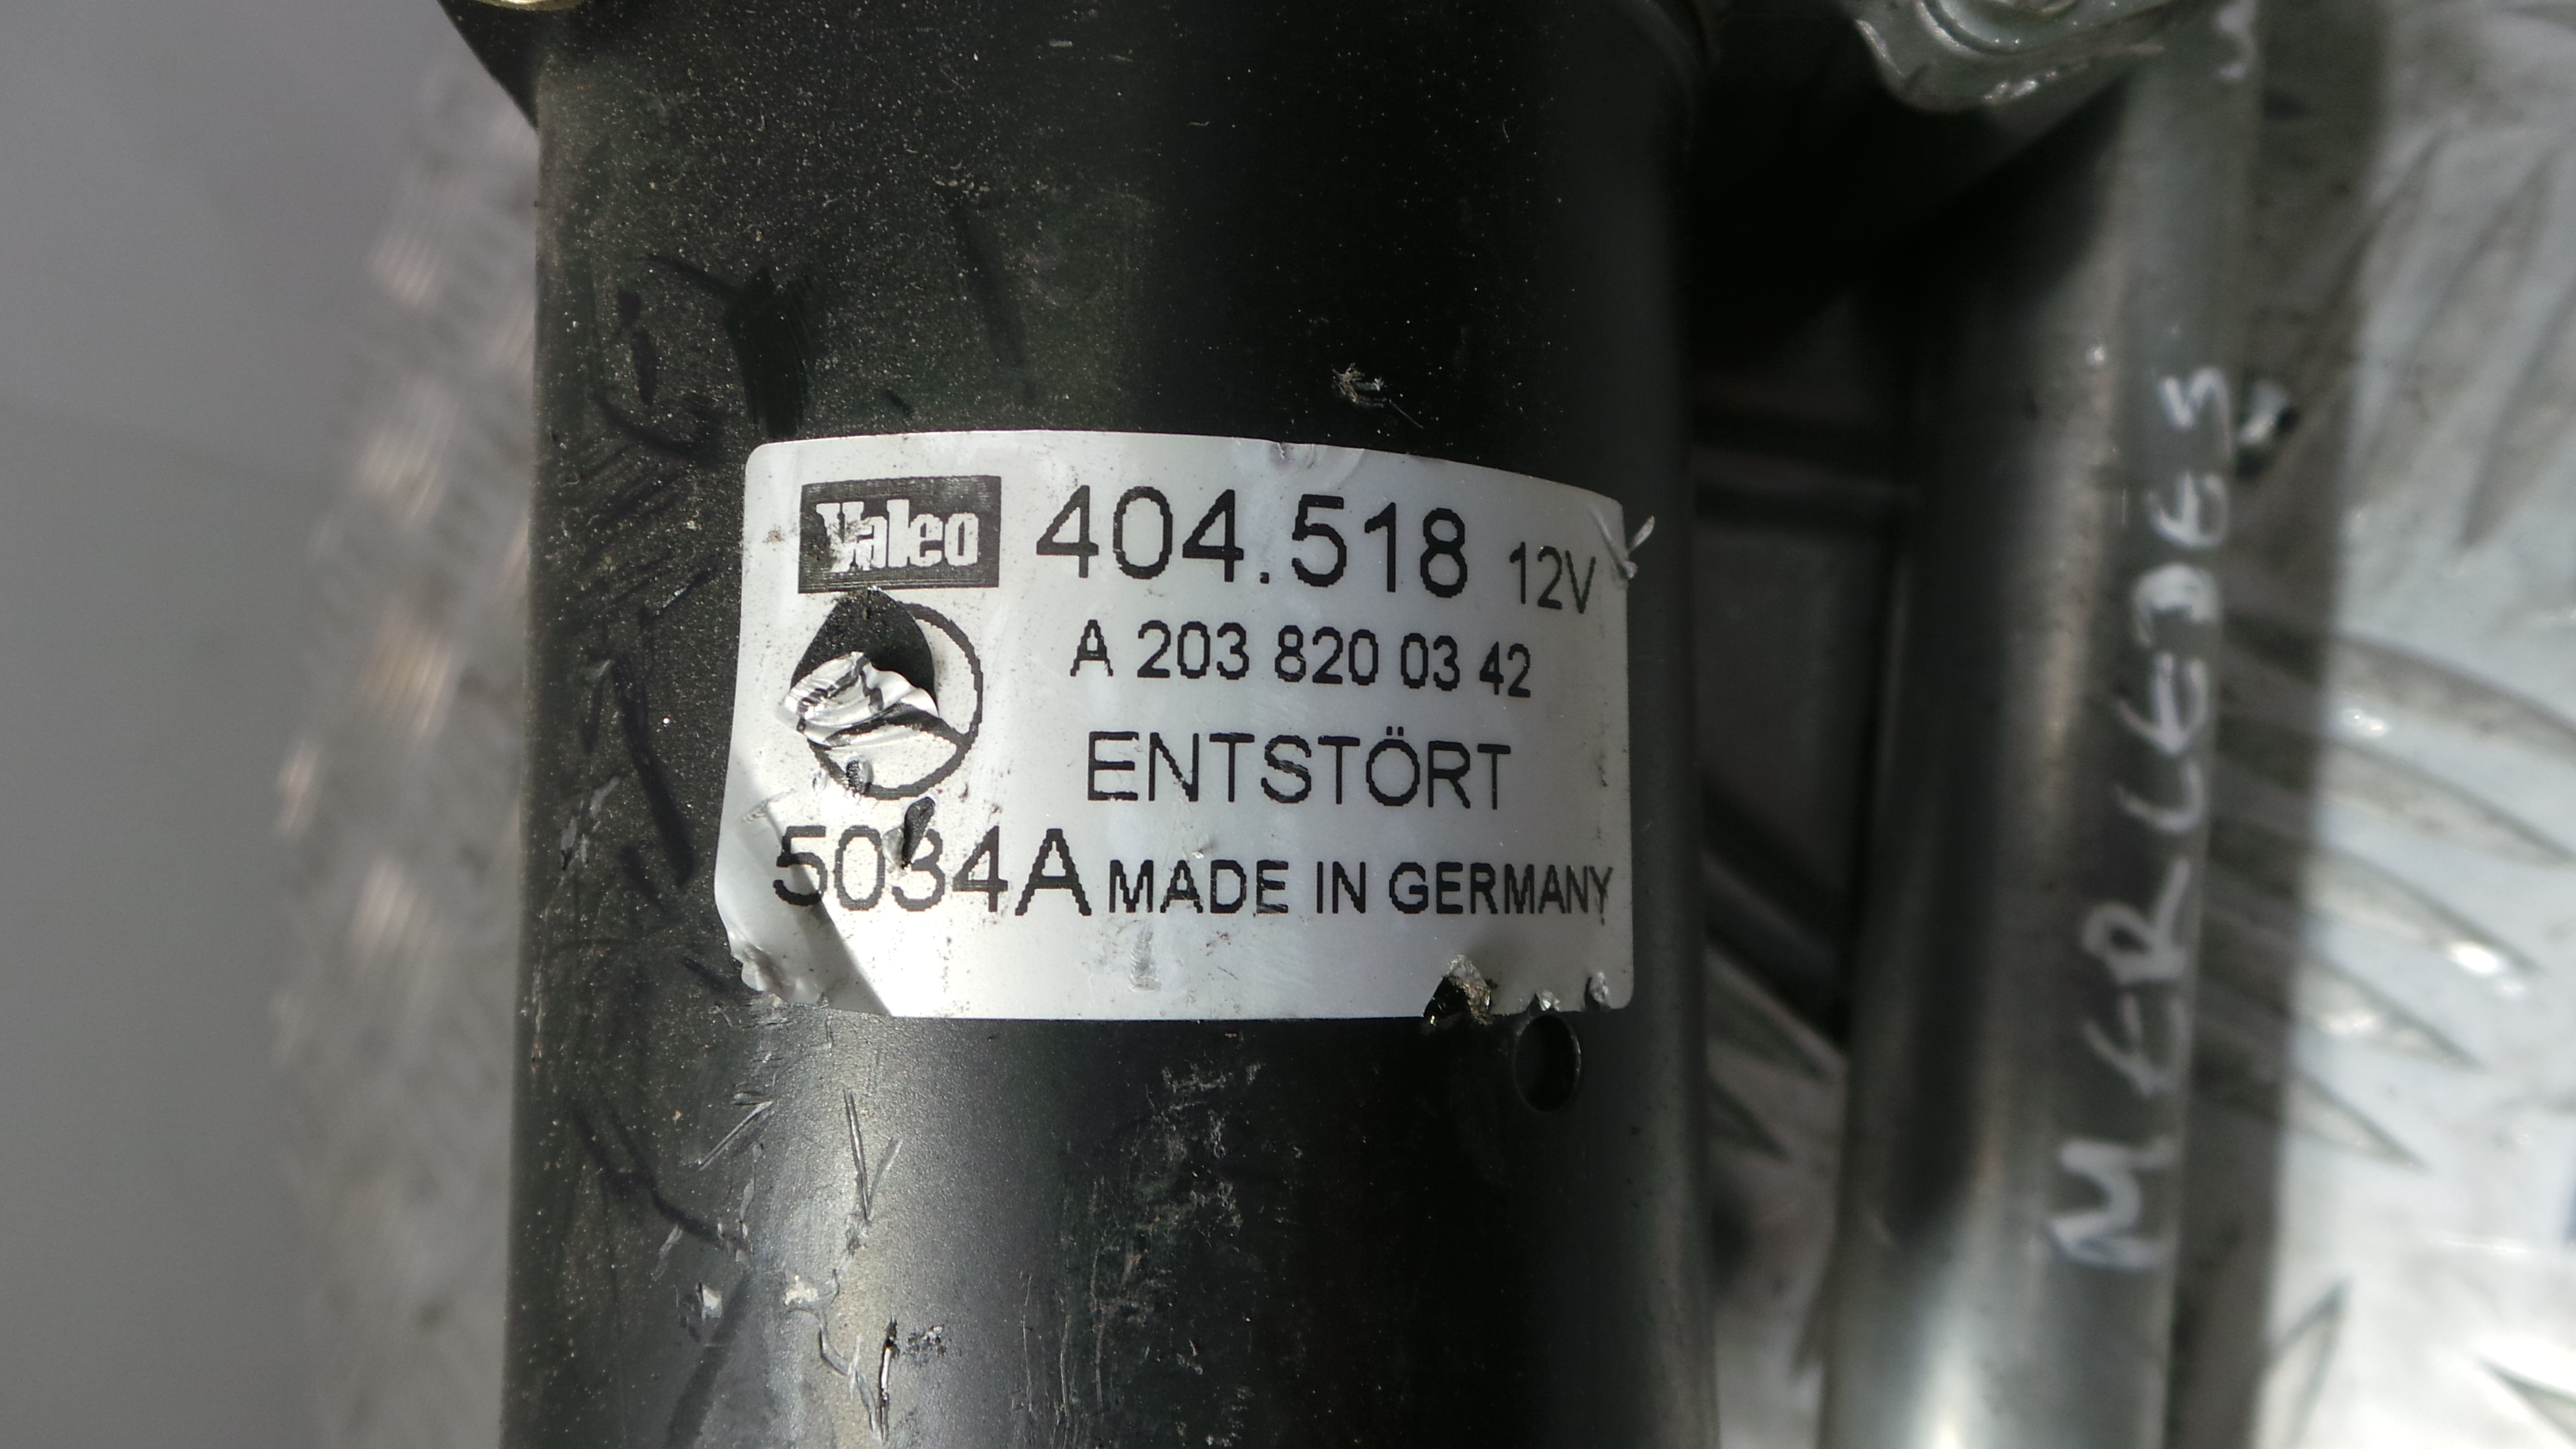 Valeo 404.518 12V
A 203 820 03 42
ENTSTÖRT
5034A MADE IN GERMANY
MERCEDES